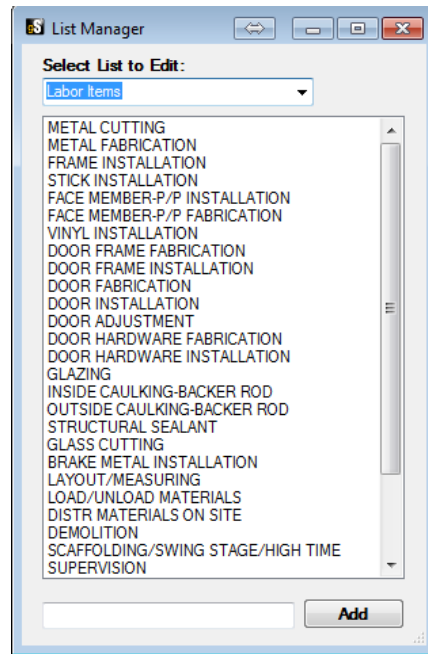 List Manager
Select List to Edit:
Labor Items
METAL CUTTING
METAL FABRICATION
FRAME INSTALLATION
STICK INSTALLATION
FACE MEMBER-P/P INSTALLATION
FACE MEMBER-P/P FABRICATION
VINYL INSTALLATION
DOOR FRAME FABRICATION
DOOR FRAME INSTALLATION
DOOR FABRICATION
DOOR INSTALLATION
DOOR ADJUSTMENT
DOOR HARDWARE FABRICATION
DOOR HARDWARE INSTALLATION
GLAZING
INSIDE CAULKING-BACKER ROD
OUTSIDE CAULKING-BACKER ROD
STRUCTURAL SEALANT
GLASS CUTTING
BRAKE METAL INSTALLATION
LAYOUT/MEASURING
LOAD/UNLOAD MATERIALS
DISTR MATERIALS ON SITE
DEMOLITION
SCAFFOLDING/SWING STAGE/HIGH TIME
SUPERVISION
Add